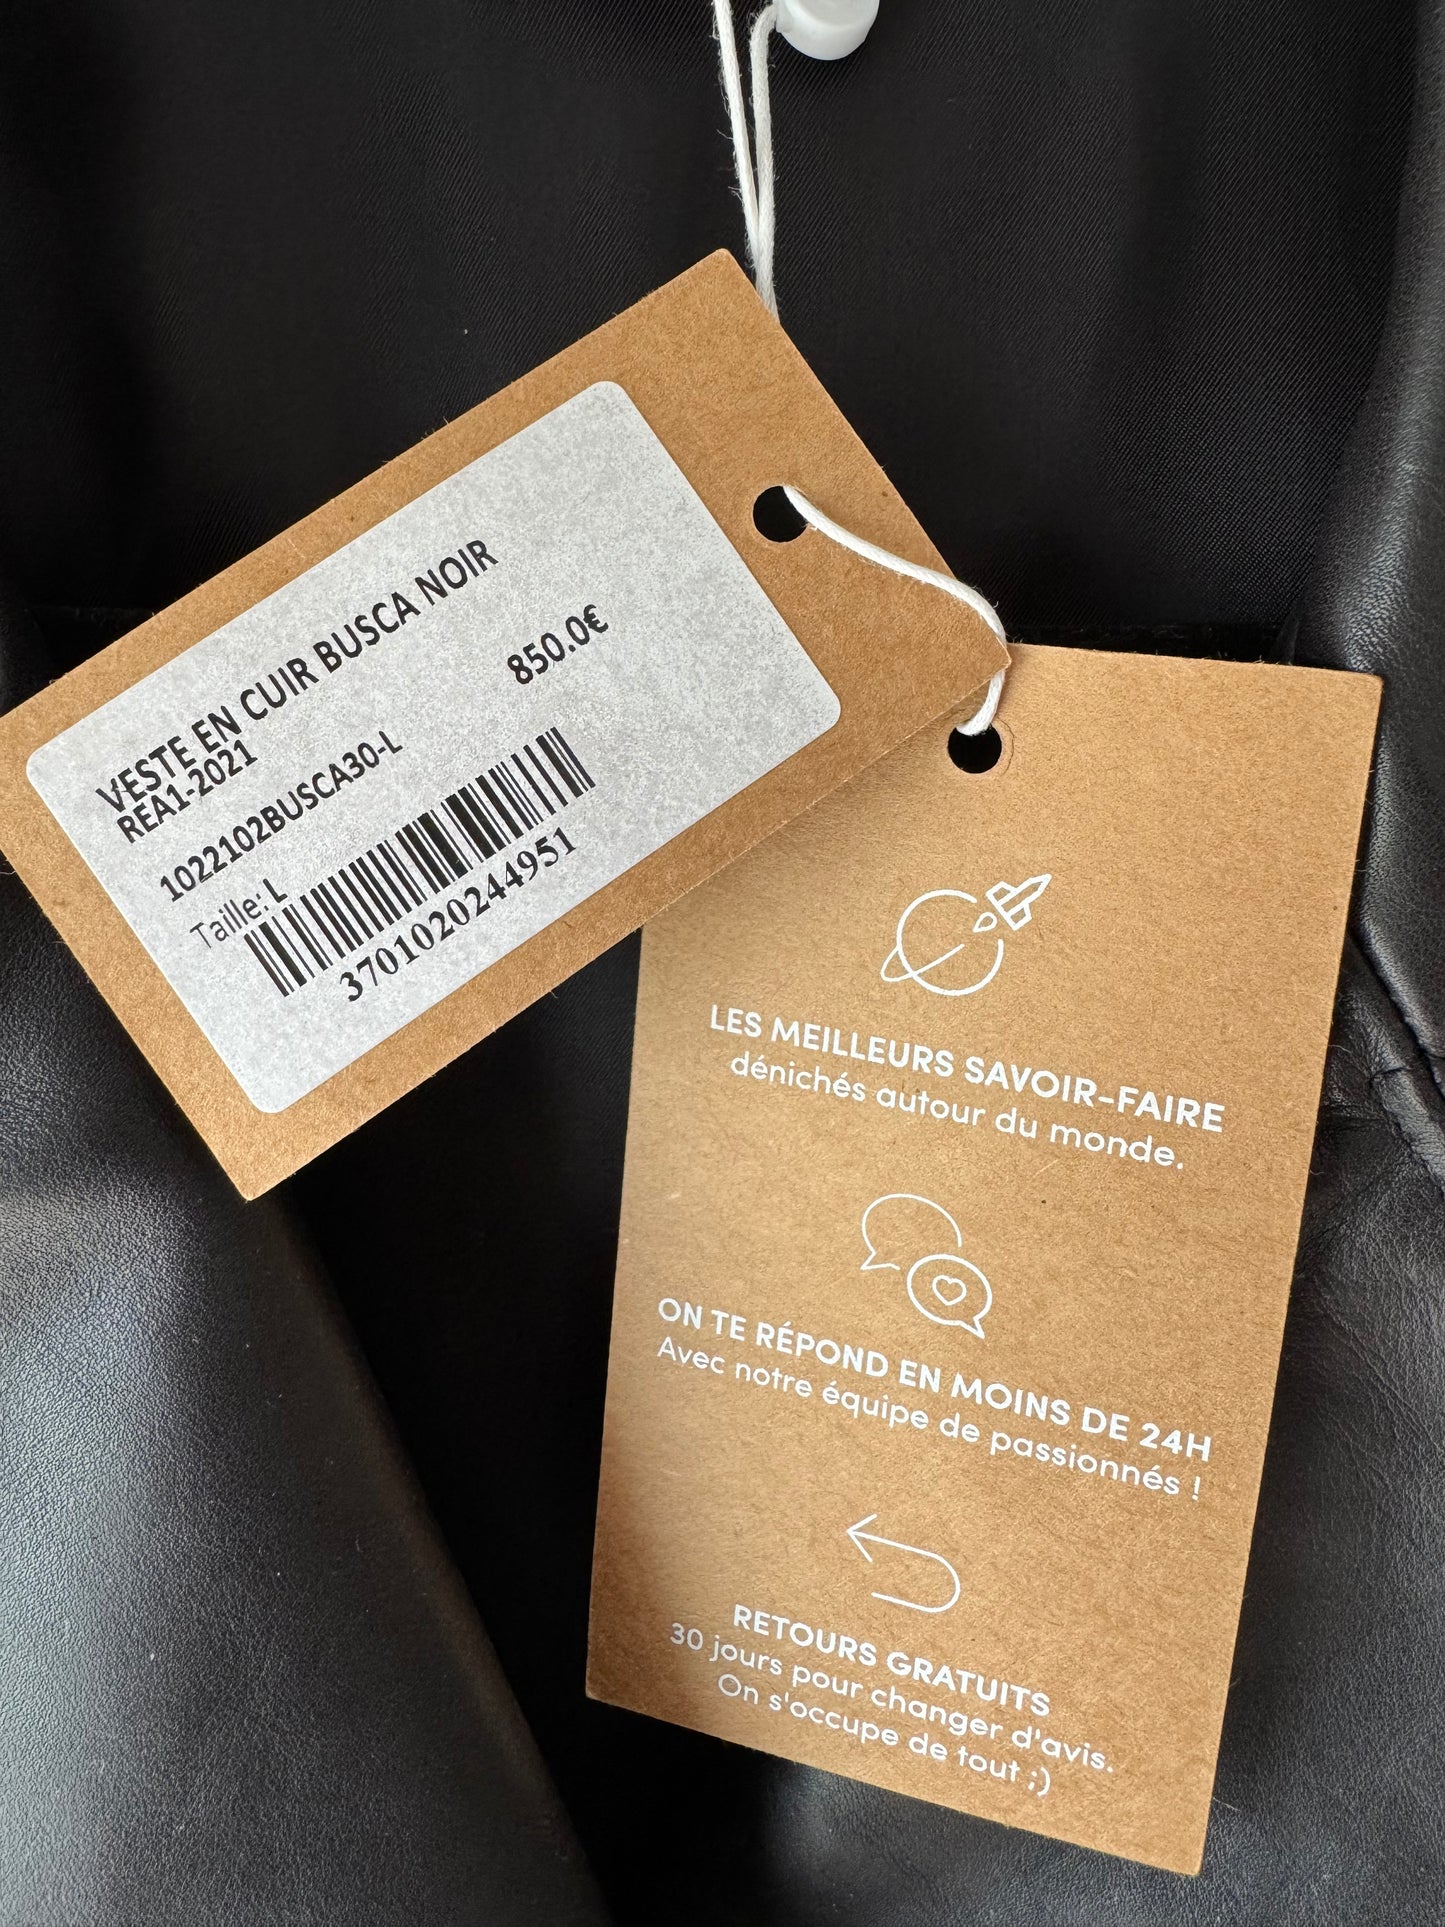 VESTE EN CUIR BUSCA NOIR
REA1-2021
850.0€
1022102BUSCA30-L
Taille: L
3701020244951
LES MEILLEURS SAVOIR-FAIRE
dénichés autour du monde.
ON TE RÉPOND EN MOINS DE 24H
Avec notre équipe de passionnés !
RETOURS GRATUITS
30 jours pour changer d'avis.
On s'occupe de tout ;)